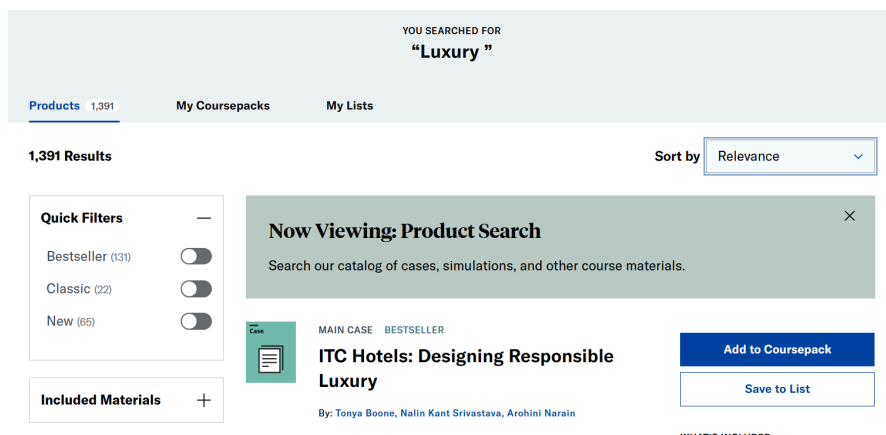 YOU SEARCHED FOR
“Luxury ”
Products 1,391
My Coursepacks
My Lists
1,391 Results
Sort by
Relevance
Quick Filters
Bestseller (131)
Classic (22)
New (65)
Included Materials
Now Viewing: Product Search
Search our catalog of cases, simulations, and other course materials.
Case
MAIN CASE BESTSELLER
ITC Hotels: Designing Responsible
Luxury
By: Tonya Boone, Nalin Kant Srivastava, Arohini Narain
Add to Coursepack
Save to List
WHAT'S INCLUDED